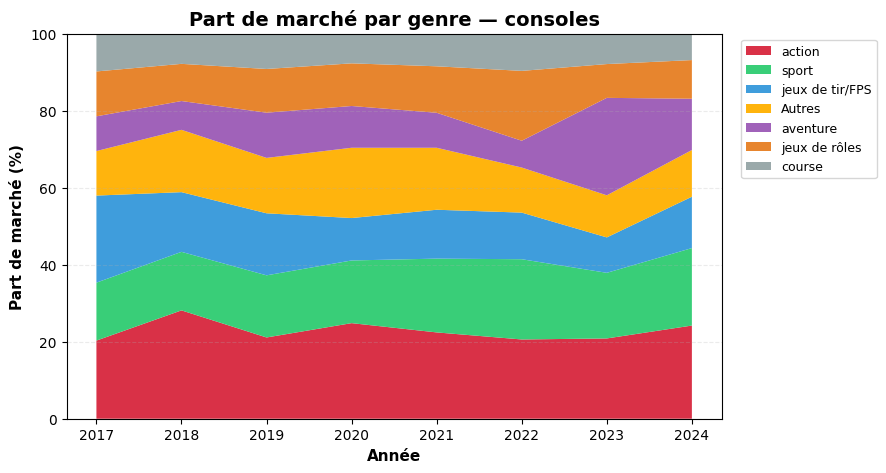 Part de marché par genre — consoles
Part de marché (%)
100
80
60
40
20
0
2017 2018 2019 2020 2021 2022 2023 2024
Année
action
sport
jeux de tir/FPS
Autres
aventure
jeux de rôles
course